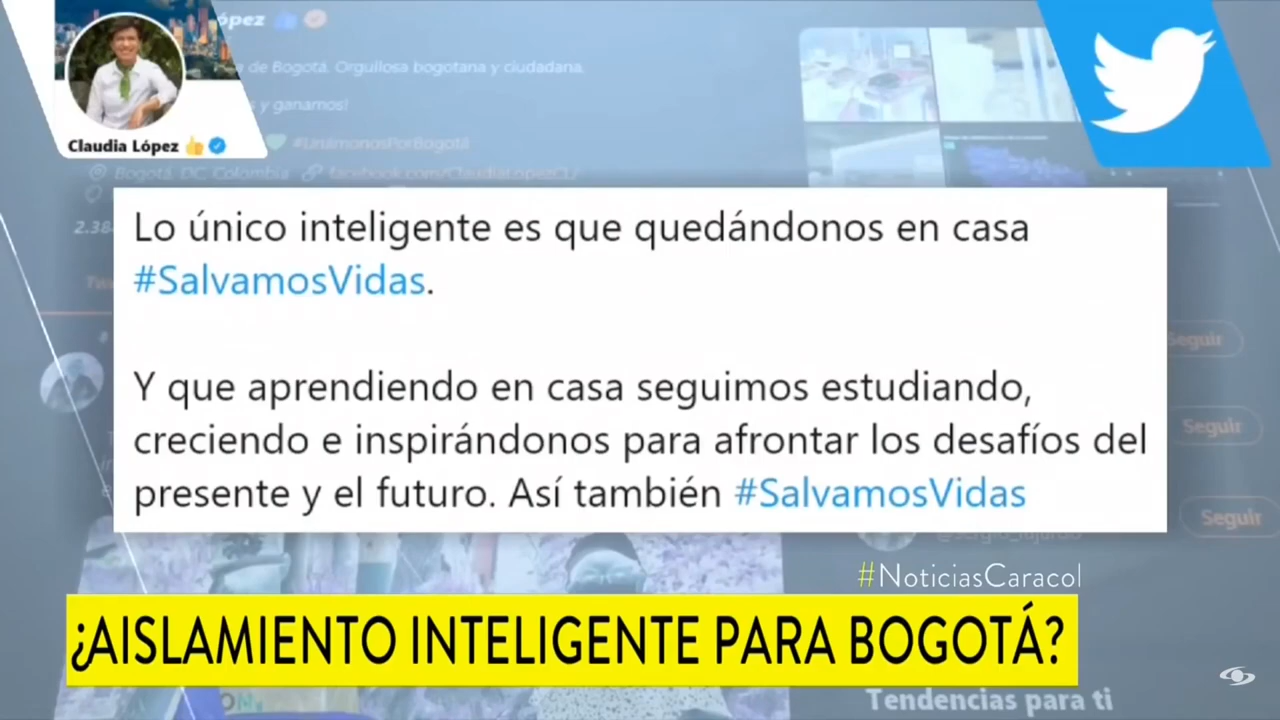 ópez
de Bogotá. Orgullosa bogotana y ciudadana.
s y ganamos!
Claudia López
#UnámonosPorBogotá
Bogotá, DC, Colombia
facebook.com/ClaudiaLopezCL/
2.38
Lo único inteligente es que quedándonos en casa
#SalvamosVidas.
Seguir
Y que aprendiendo en casa seguimos estudiando,
creciendo e inspirándonos para afrontar los desafíos del
presente y el futuro. Así también #SalvamosVidas
Seguir
Seguir
#NoticiasCaracol
¿AISLAMIENTO INTELIGENTE PARA BOGOTÁ?
Tendencias para ti